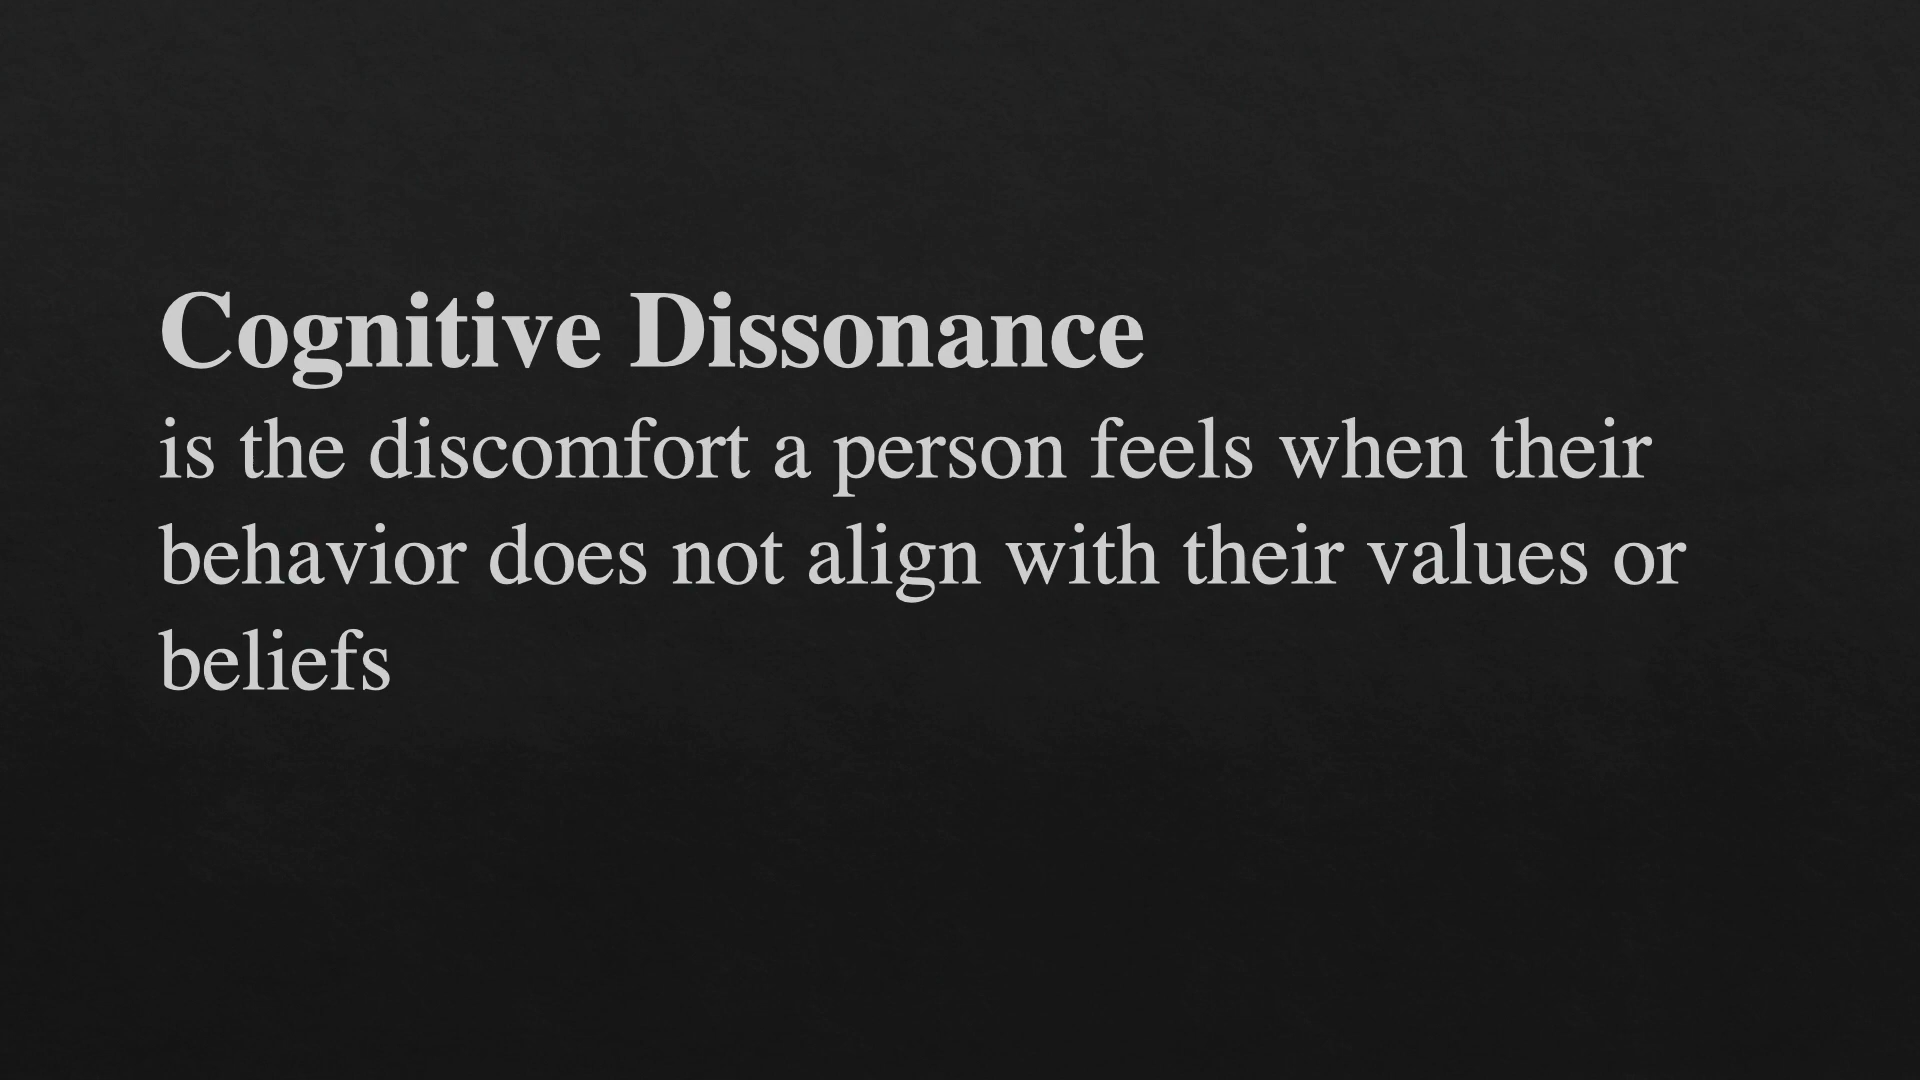 Cognitive Dissonance
is the discomfort a person feels when their
behavior does not align with their values or
beliefs